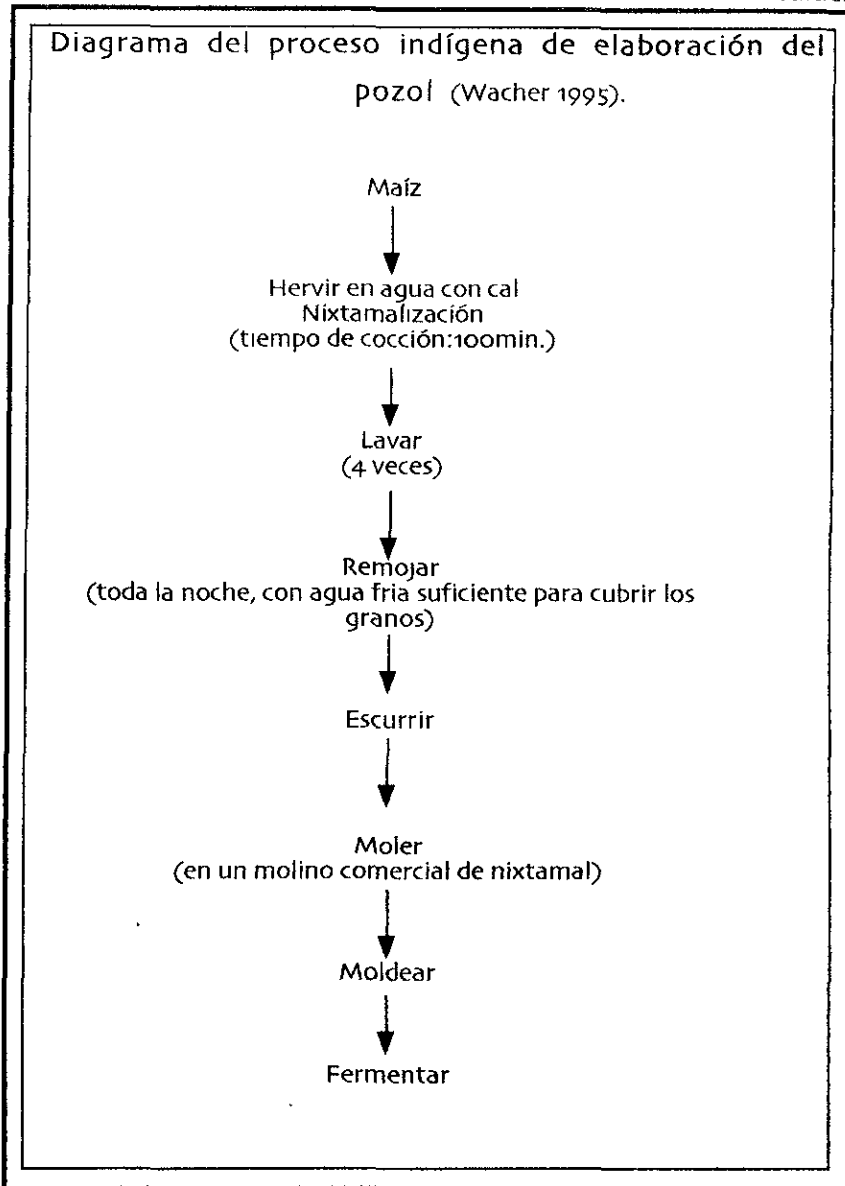 Diagrama del proceso indígena de elaboración del
pozol (Wacher 1995).
Maíz
Hervir en agua con cal
Nixtamalización
(tiempo de cocción:100min.)
Lavar
(4 veces)
Remojar
(toda la noche, con agua fria suficiente para cubrir los
granos)
Escurrir
Moler
(en un molino comercial de nixtamal)
Moldear
Fermentar